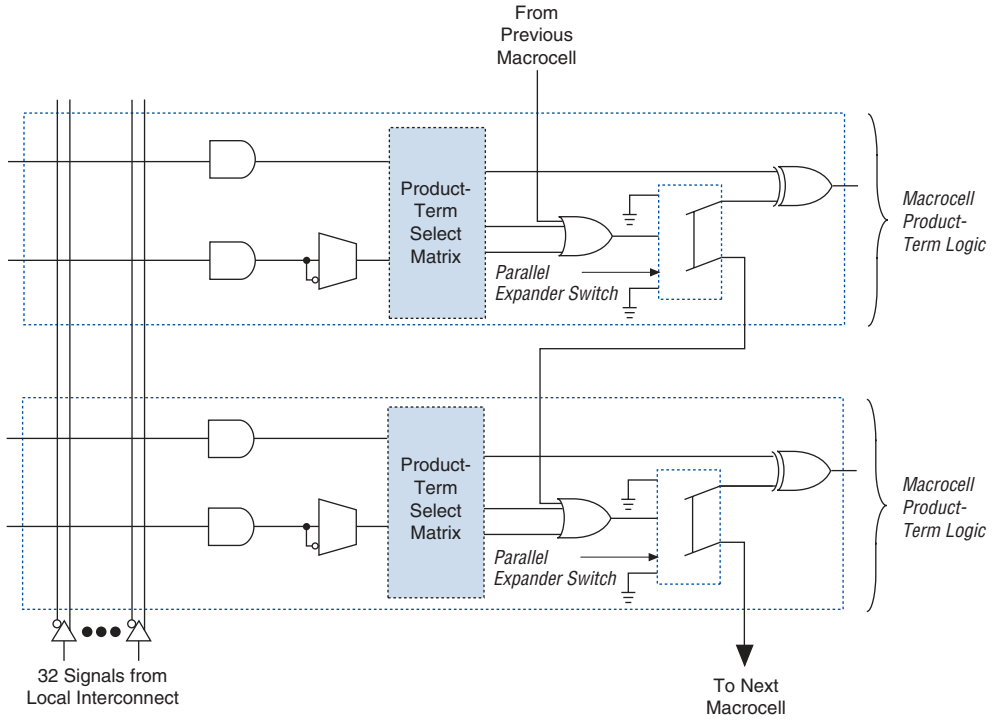 From
Previous
Macrocell
Product-
Term
Select
Matrix
Parallel
Expander Switch
Macrocell
Product-
Term Logic
Product-
Term
Select
Matrix
Parallel
Expander Switch
Macrocell
Product-
Term Logic
32 Signals from
Local Interconnect
To Next
Macrocell